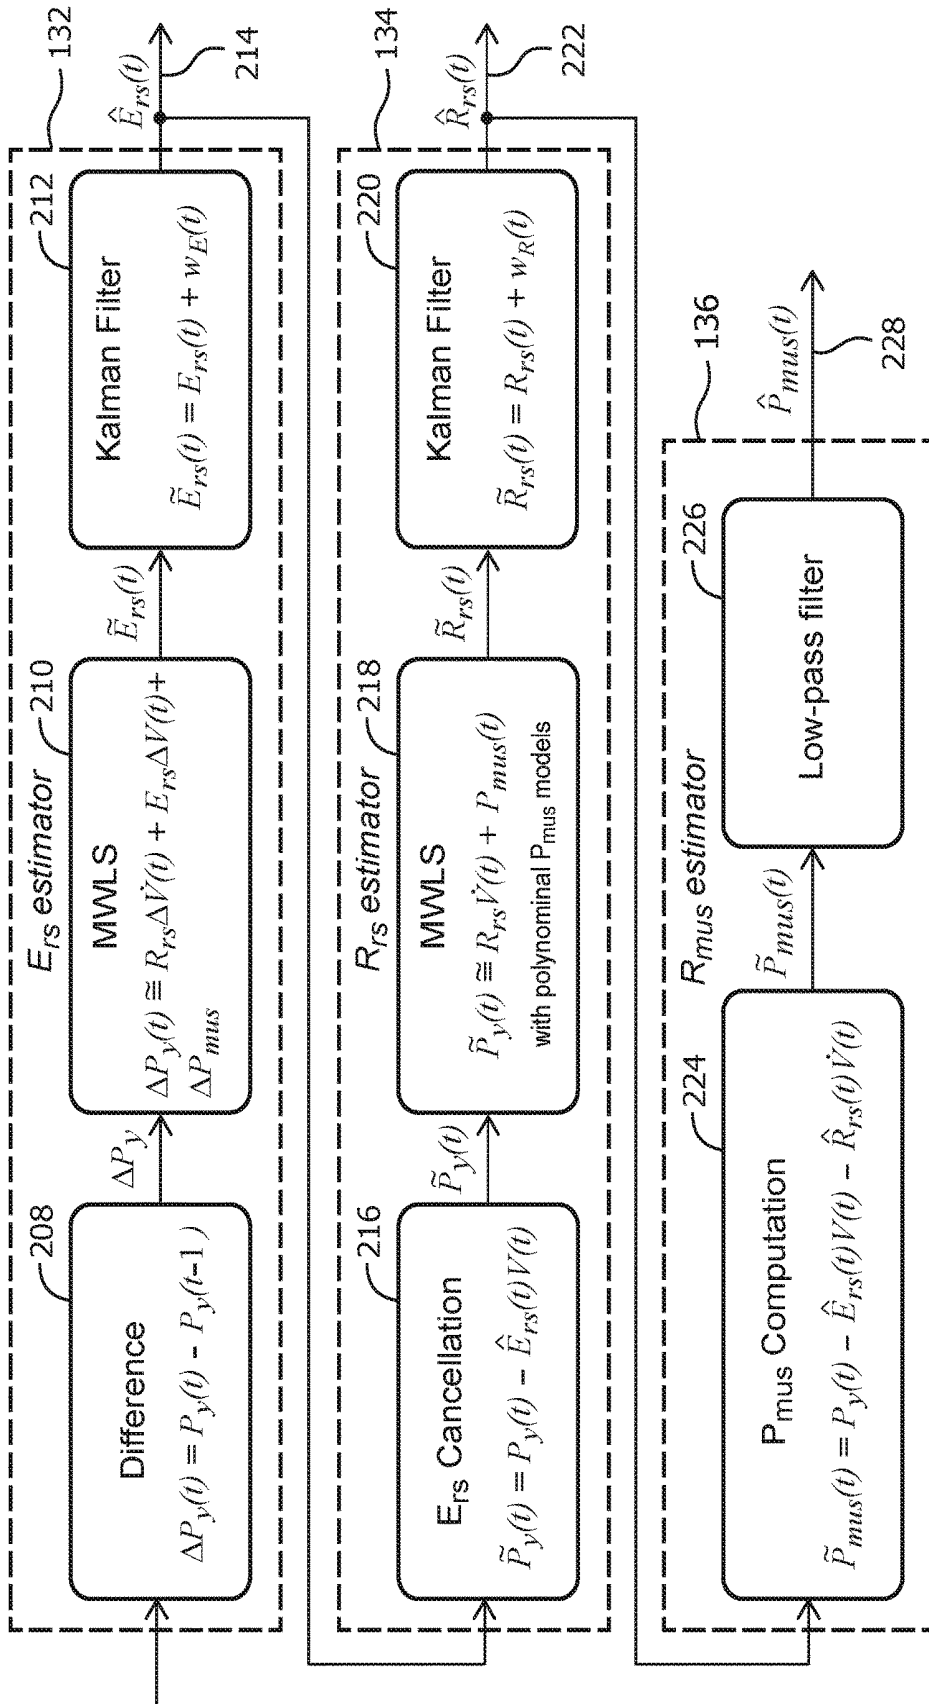 E_rs estimator
132
208
Difference
ΔP_y(t) = P_y(t) - P_y(t-1 )
ΔP_y
210
MWLS
ΔP_y(t) ≅ R_rs ΔV̇(t) + E_rs ΔV(t)+
ΔP_mus
Ẽ_rs(t)
212
Kalman Filter
Ẽ_rs(t) = E_rs(t) + w_E(t)
Ê_rs(t)
214
R_rs estimator
134
216
E_rs Cancellation
P̃_y(t) = P_y(t) - Ê_rs(t)V(t)
P̃_y(t)
218
MWLS
P̃_y(t) ≅ R_rs V̇(t) + P_mus(t)
with polynominal P_mus models
R̃_rs(t)
220
Kalman Filter
R̃_rs(t) = R_rs(t) + w_R(t)
R̂_rs(t)
222
R_mus estimator
136
224
P_mus Computation
P̃_mus(t) = P_y(t) - Ê_rs(t)V(t) - R̂_rs(t)V̇(t)
P̃_mus(t)
226
Low-pass filter
P̂_mus(t)
228